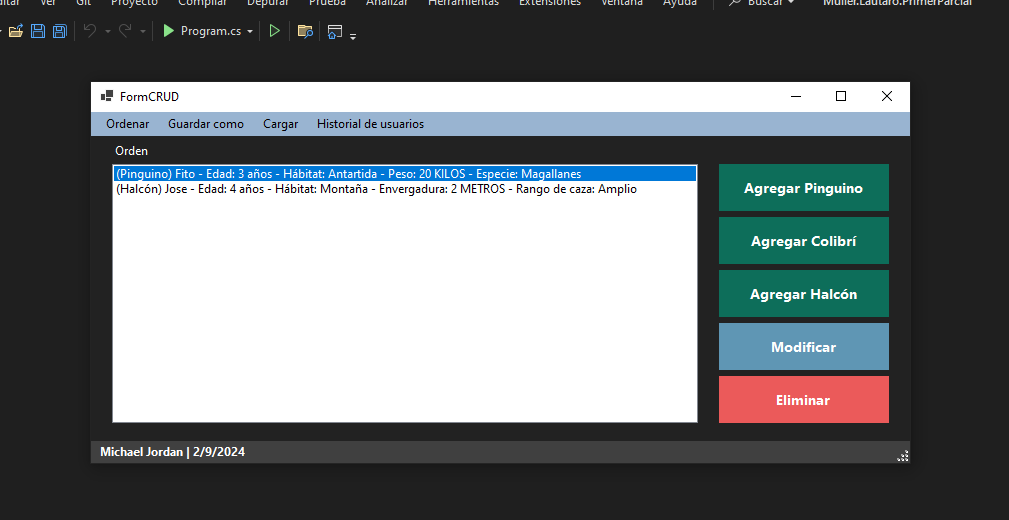 Ver Git Proyecto Compilar Depurar Prueba Analizar Herramientas Extensiones Ventana Ayuda Buscar Muller.Lautaro.PrimerParcial
Program.cs
FormCRUD
Ordenar Guardar como Cargar Historial de usuarios
Orden
(Pinguino) Fito - Edad: 3 años - Hábitat: Antartida - Peso: 20 KILOS - Especie: Magallanes
(Halcón) Jose - Edad: 4 años - Hábitat: Montaña - Envergadura: 2 METROS - Rango de caza: Amplio
Agregar Pinguino
Agregar Colibrí
Agregar Halcón
Modificar
Eliminar
Michael Jordan | 2/9/2024